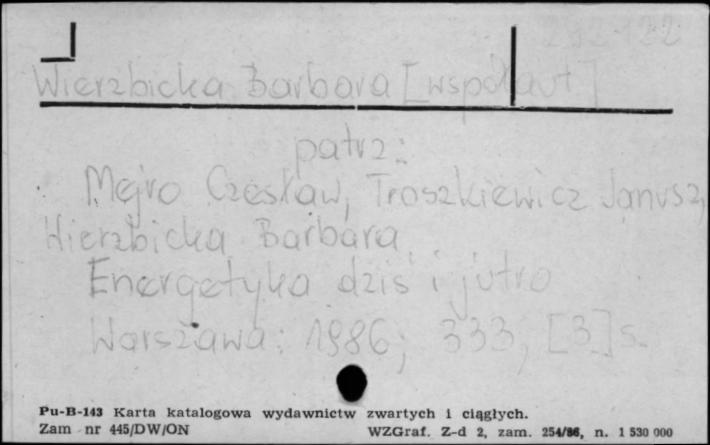 Wierzbicka Barbara [współaut]
patrz:
Mejro Czesław, Troszkiewicz Janusz,
Wierzbicka Barbara
Energetyka dziś i jutro
Warszawa: 1986; 333, [3] s.
Pu-B-143 Karta katalogowa wydawnictw zwartych i ciągłych.
Zam nr 445/DW/ON WZGraf. Z-d 2, zam. 254/86, n. 1 530 000